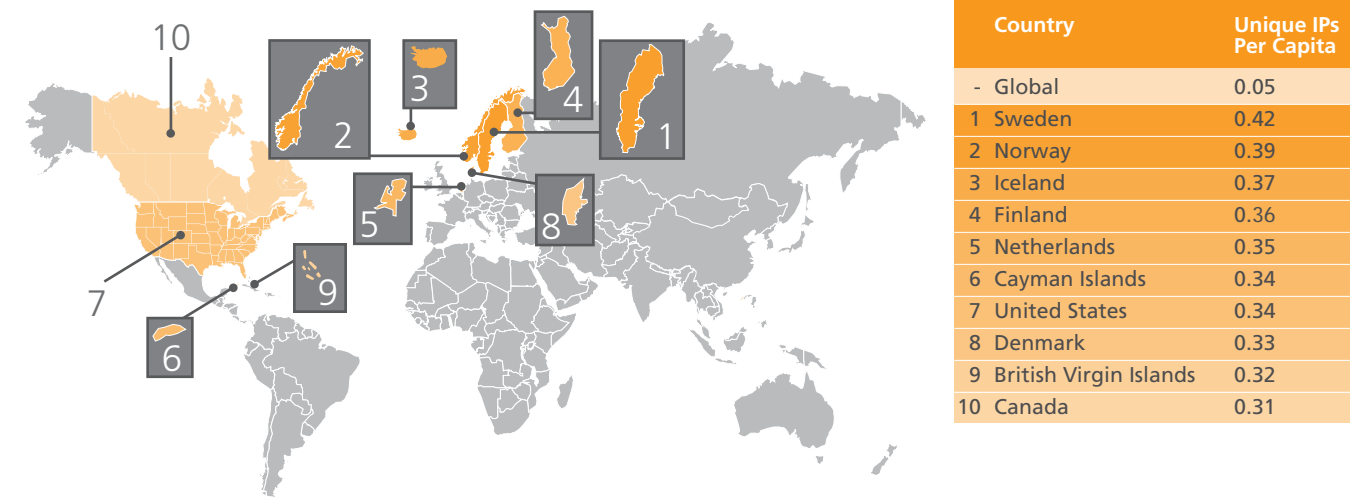 10
2
3
4
1
5
8
7
9
6
Country Unique IPs
Per Capita
- Global 0.05
1 Sweden 0.42
2 Norway 0.39
3 Iceland 0.37
4 Finland 0.36
5 Netherlands 0.35
6 Cayman Islands 0.34
7 United States 0.34
8 Denmark 0.33
9 British Virgin Islands 0.32
10 Canada 0.31